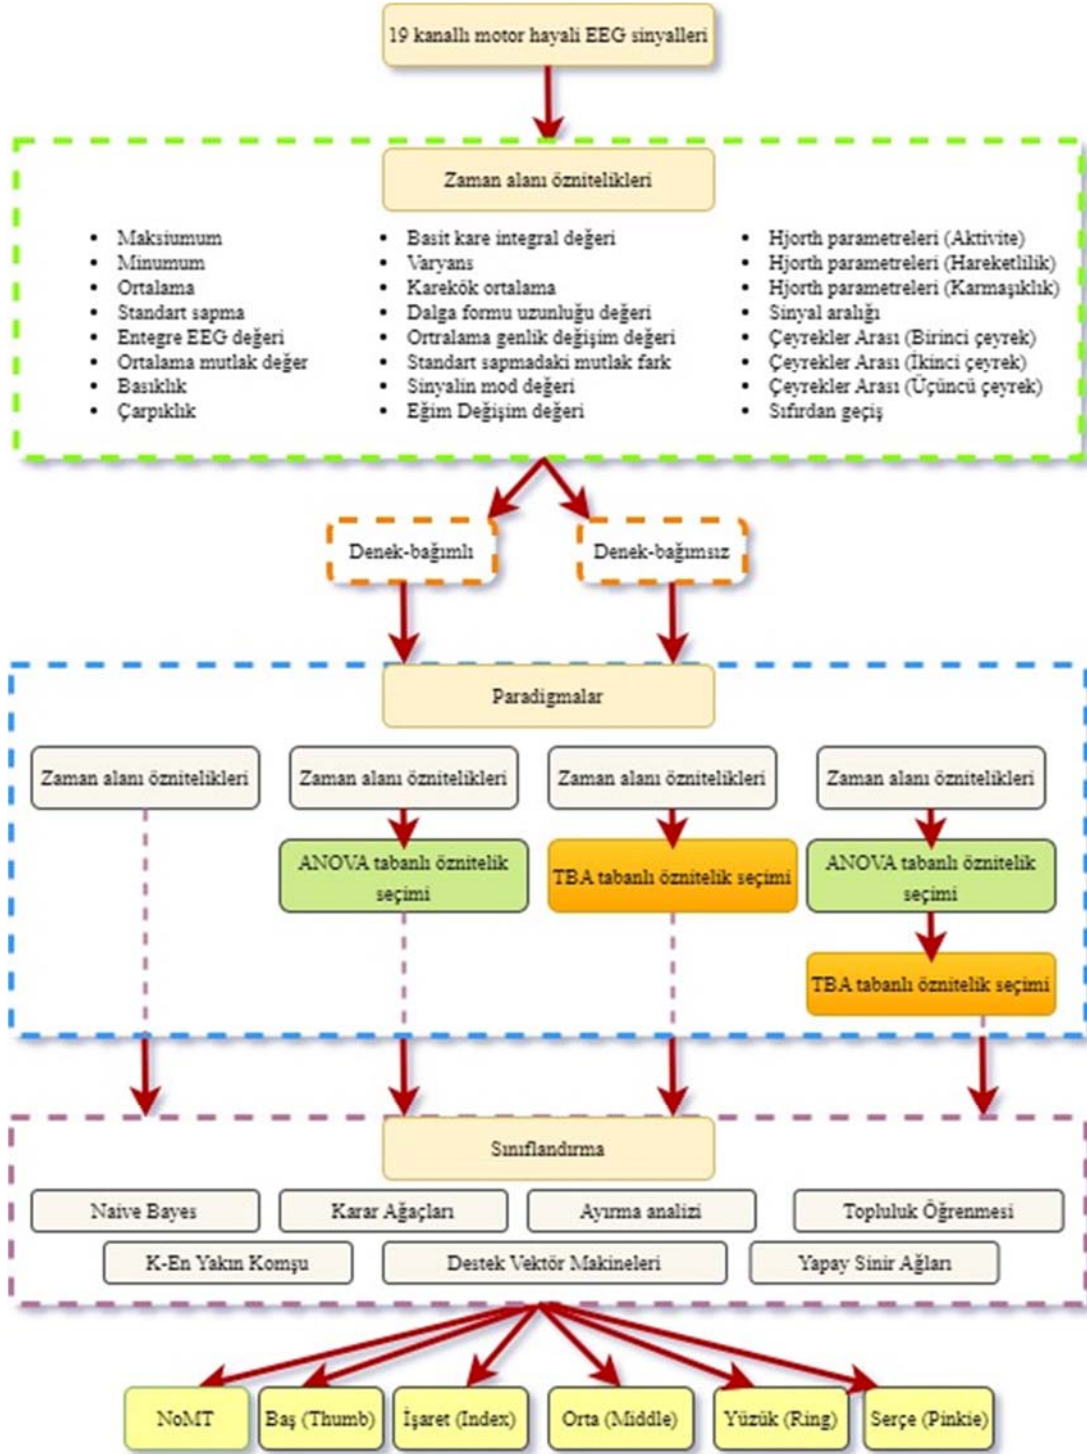 19 kanallı motor hayali EEG sinyalleri
Zaman alanı öznitelikleri
• Maksiumum
• Minumum
• Ortalama
• Standart sapma
• Entegre EEG değeri
• Ortalama mutlak değer
• Basıklık
• Çarpıklık
• Basit kare integral değeri
• Varyans
• Karekök ortalama
• Dalga formu uzunluğu değeri
• Ortralama genlik değişim değeri
• Standart sapmadaki mutlak fark
• Sinyalin mod değeri
• Eğim Değişim değeri
• Hjorth parametreleri (Aktivite)
• Hjorth parametreleri (Hareketlilik)
• Hjorth parametreleri (Karmaşıklık)
• Sinyal aralığı
• Çeyrekler Arası (Birinci çeyrek)
• Çeyrekler Arası (İkinci çeyrek)
• Çeyrekler Arası (Üçüncü çeyrek)
• Sıfırdan geçiş
Denek-bağımlı
Denek-bağımsız
Paradigmalar
Zaman alanı öznitelikleri
Zaman alanı öznitelikleri
Zaman alanı öznitelikleri
Zaman alanı öznitelikleri
ANOVA tabanlı öznitelik
seçimi
TBA tabanlı öznitelik seçimi
ANOVA tabanlı öznitelik
seçimi
TBA tabanlı öznitelik seçimi
Sınıflandırma
Naive Bayes
Karar Ağaçları
Ayırma analizi
Topluluk Öğrenmesi
K-En Yakın Komşu
Destek Vektör Makineleri
Yapay Sinir Ağları
NoMT
Baş (Thumb)
İşaret (Index)
Orta (Middle)
Yüzük (Ring)
Serçe (Pinkie)